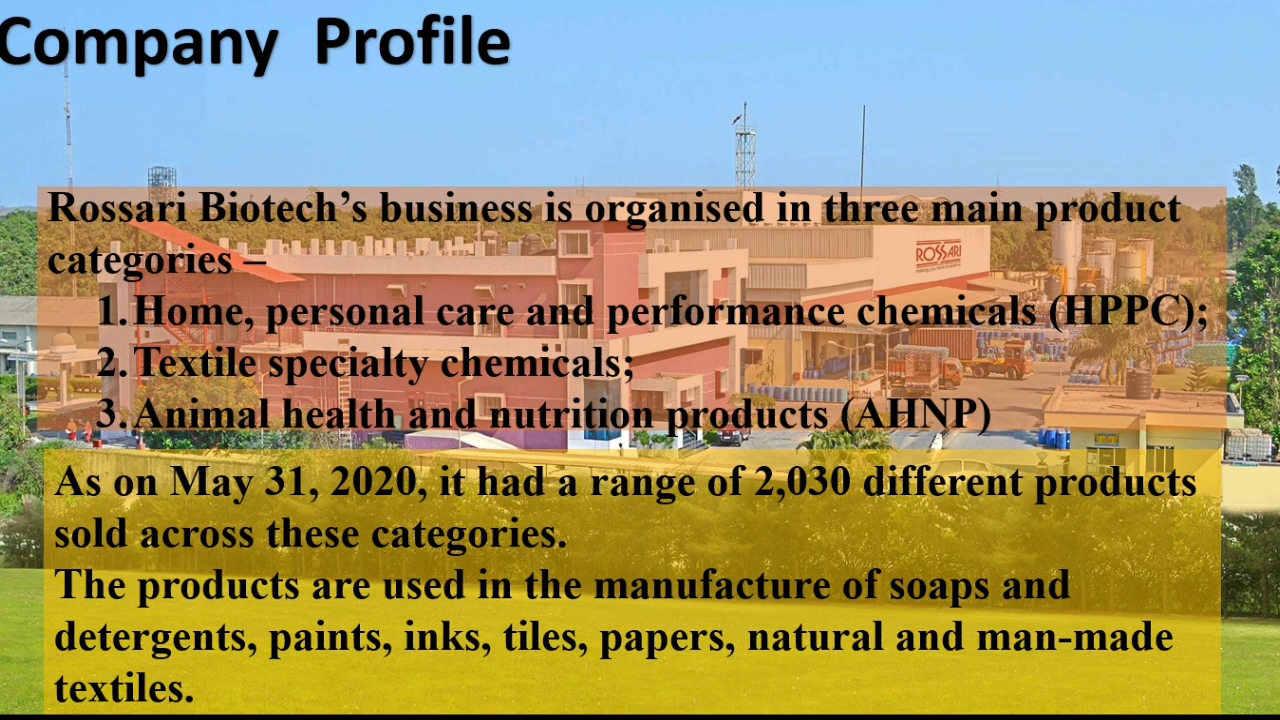 Company Profile
Rossari Biotech’s business is organised in three main product
categories –
1. Home, personal care and performance chemicals (HPPC);
2. Textile specialty chemicals;
3. Animal health and nutrition products (AHNP)
ROSSARI
As on May 31, 2020, it had a range of 2,030 different products
sold across these categories.
The products are used in the manufacture of soaps and
detergents, paints, inks, tiles, papers, natural and man-made
textiles.